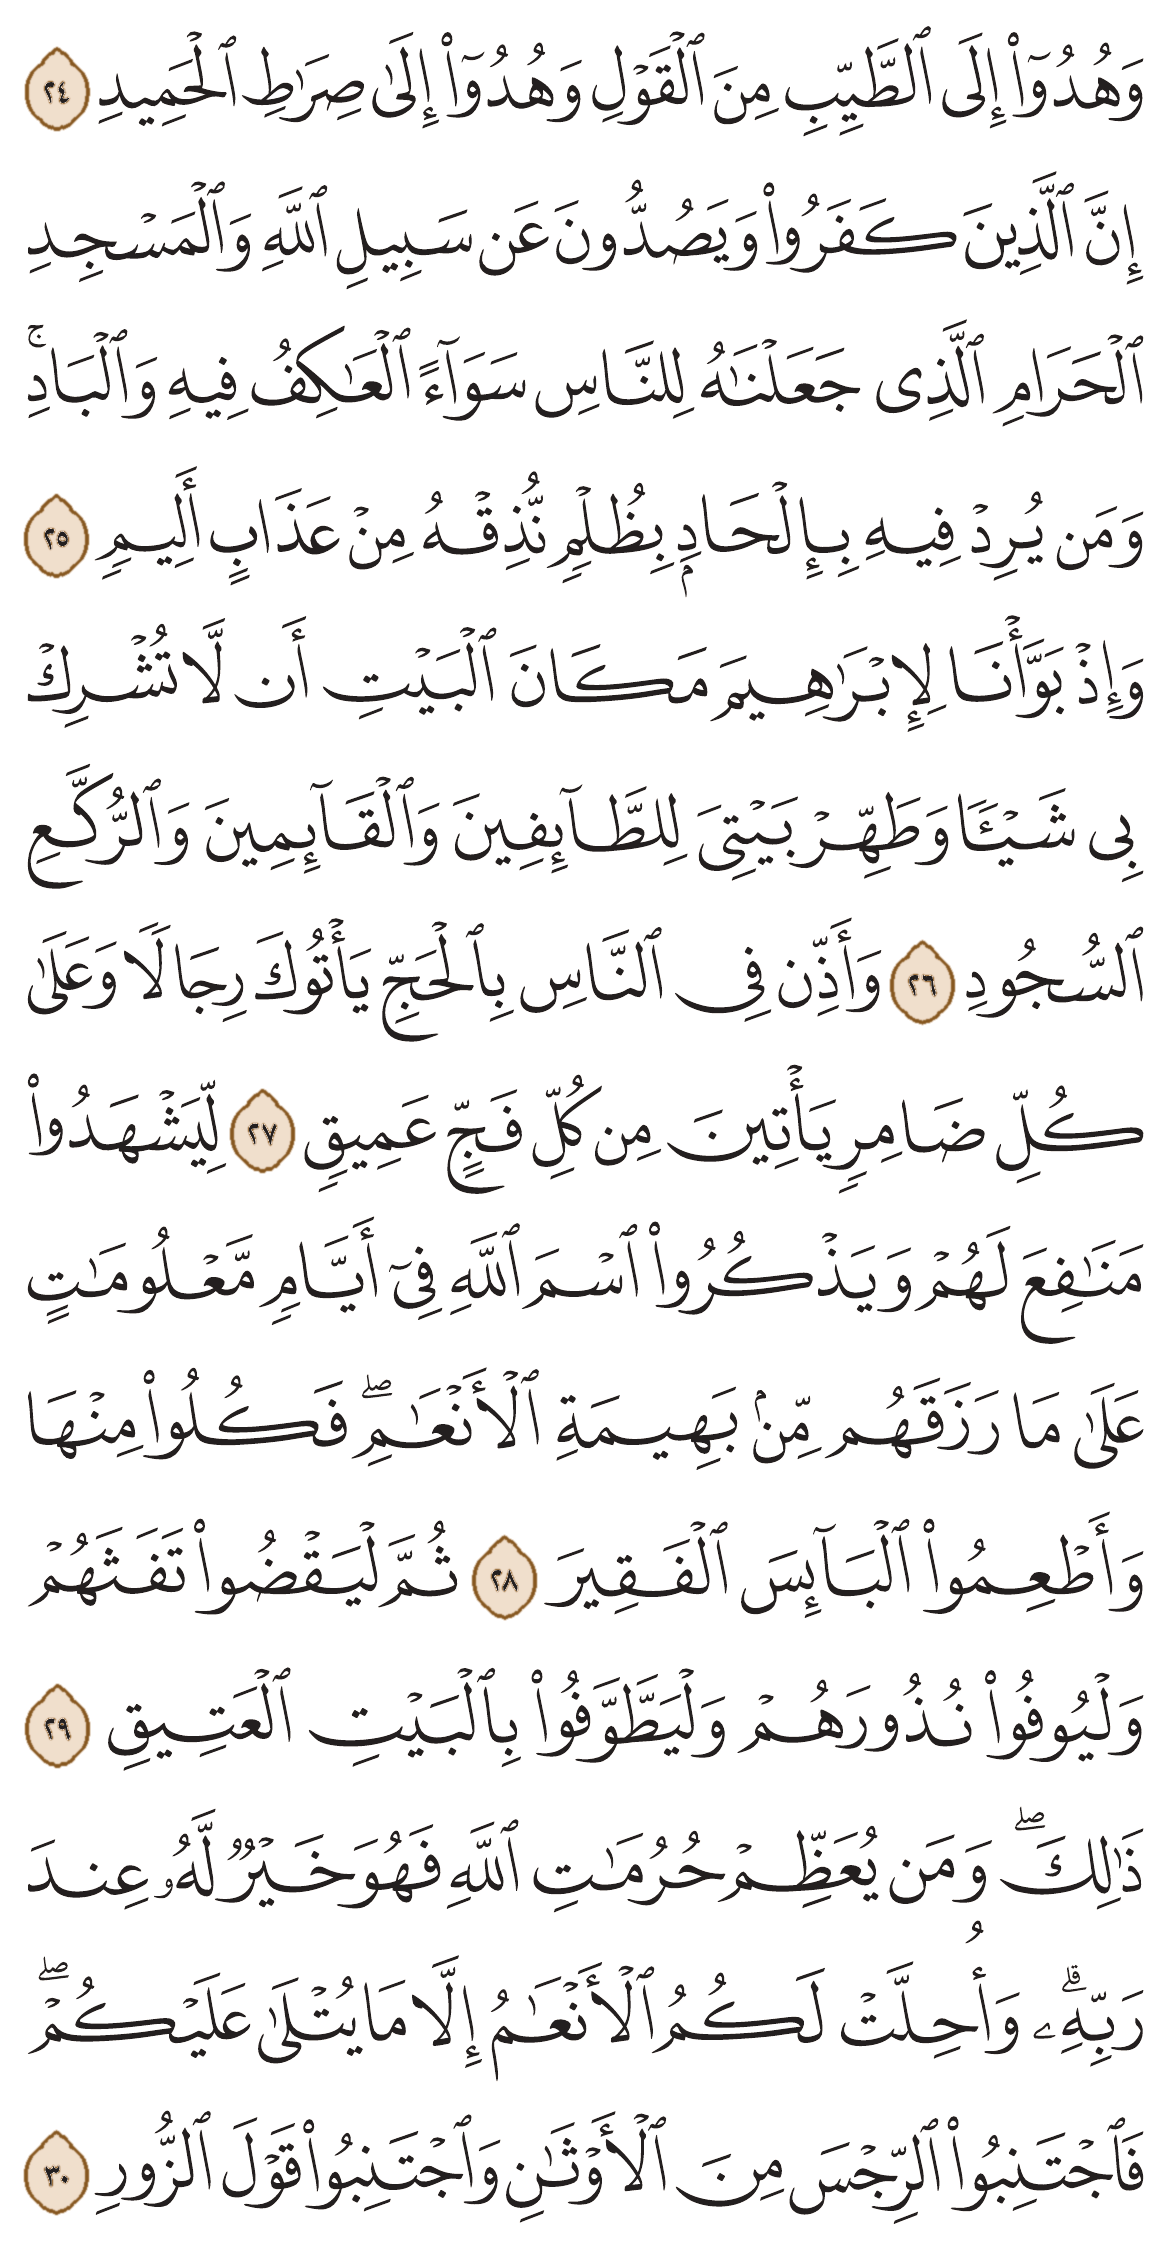 وَهُدُوٓا۟ إِلَى ٱلطَّيِّبِ مِنَ ٱلْقَوْلِ وَهُدُوٓا۟ إِلَىٰ صِرَٰطِ ٱلْحَمِيدِ ٢٤
إِنَّ ٱلَّذِينَ كَفَرُوا۟ وَيَصُدُّونَ عَن سَبِيلِ ٱللَّهِ وَٱلْمَسْجِدِ
ٱلْحَرَامِ ٱلَّذِى جَعَلْنَٰهُ لِلنَّاسِ سَوَآءً ٱلْعَٰكِفُ فِيهِ وَٱلْبَادِ ۚ
وَمَن يُرِدْ فِيهِ بِإِلْحَادٍۭ بِظُلْمٍ نُّذِقْهُ مِنْ عَذَابٍ أَلِيمٍ ٢٥
وَإِذْ بَوَّأْنَا لِإِبْرَٰهِيمَ مَكَانَ ٱلْبَيْتِ أَن لَّا تُشْرِكْ
بِى شَيْـًٔا وَطَهِّرْ بَيْتِىَ لِلطَّآئِفِينَ وَٱلْقَآئِمِينَ وَٱلرُّكَّعِ
ٱلسُّجُودِ ٢٦ وَأَذِّن فِى ٱلنَّاسِ بِٱلْحَجِّ يَأْتُوكَ رِجَالًا وَعَلَىٰ
كُلِّ ضَامِرٍ يَأْتِينَ مِن كُلِّ فَجٍّ عَمِيقٍ ٢٧ لِّيَشْهَدُوا۟
مَنَٰفِعَ لَهُمْ وَيَذْكُرُوا۟ ٱسْمَ ٱللَّهِ فِىٓ أَيَّامٍ مَّعْلُومَٰتٍ
عَلَىٰ مَا رَزَقَهُم مِّنۢ بَهِيمَةِ ٱلْأَنْعَٰمِ ۖ فَكُلُوا۟ مِنْهَا
وَأَطْعِمُوا۟ ٱلْبَآئِسَ ٱلْفَقِيرَ ٢٨ ثُمَّ لْيَقْضُوا۟ تَفَثَهُمْ
وَلْيُوفُوا۟ نُذُورَهُمْ وَلْيَطَّوَّفُوا۟ بِٱلْبَيْتِ ٱلْعَتِيقِ ٢٩
ذَٰلِكَ ۖ وَمَن يُعَظِّمْ حُرُمَٰتِ ٱللَّهِ فَهُوَ خَيْرٌ لَّهُۥ عِندَ
رَبِّهِۦ ۗ وَأُحِلَّتْ لَكُمُ ٱلْأَنْعَٰمُ إِلَّا مَا يُتْلَىٰ عَلَيْكُمْ ۖ
فَٱجْتَنِبُوا۟ ٱلرِّجْسَ مِنَ ٱلْأَوْثَٰنِ وَٱجْتَنِبُوا۟ قَوْلَ ٱلزُّورِ ٣٠